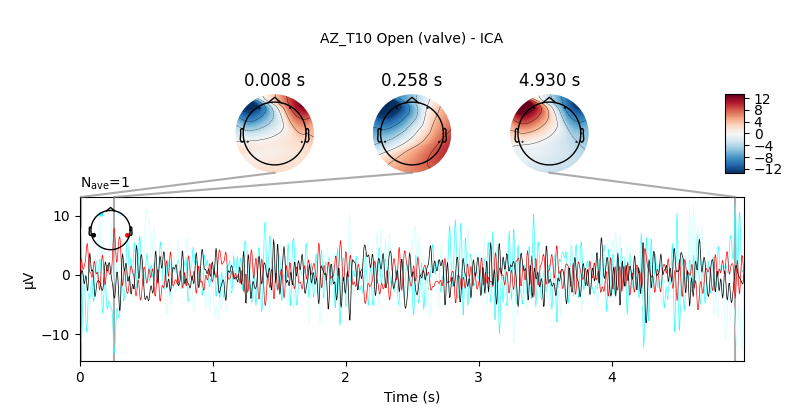 AZ_T10 Open (valve) - ICA
0.008 s 0.258 s 4.930 s
12
8
4
0
−4
−8
−12
Nave=1
10
0
−10
µV
0 1 2 3 4
Time (s)